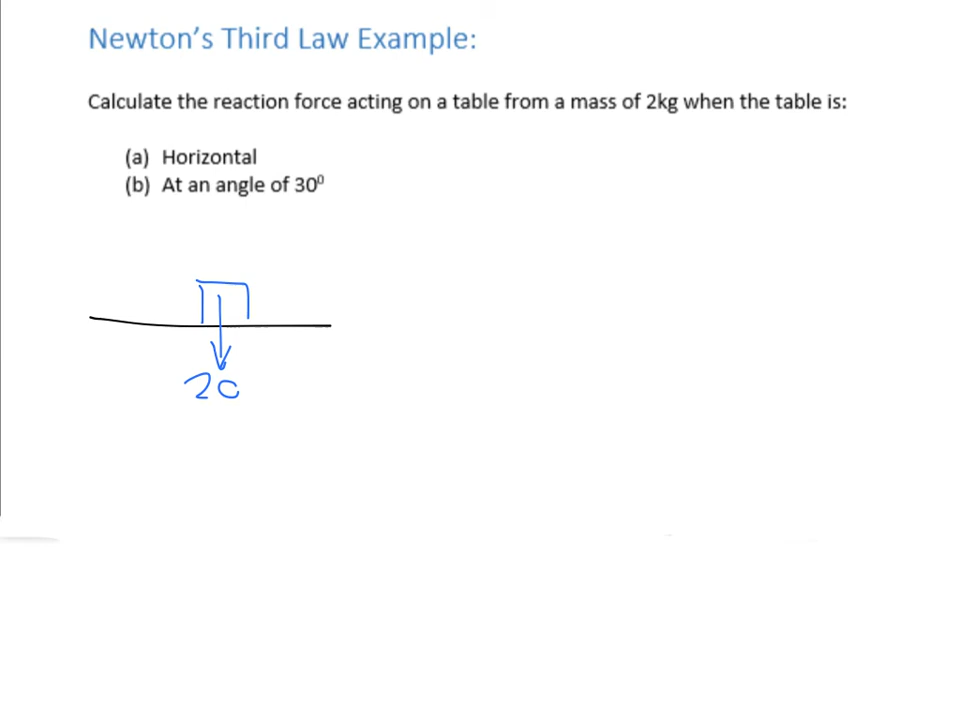 Newton's Third Law Example:
Calculate the reaction force acting on a table from a mass of 2kg when the table is:
(a) Horizontal
(b) At an angle of 30⁰
20